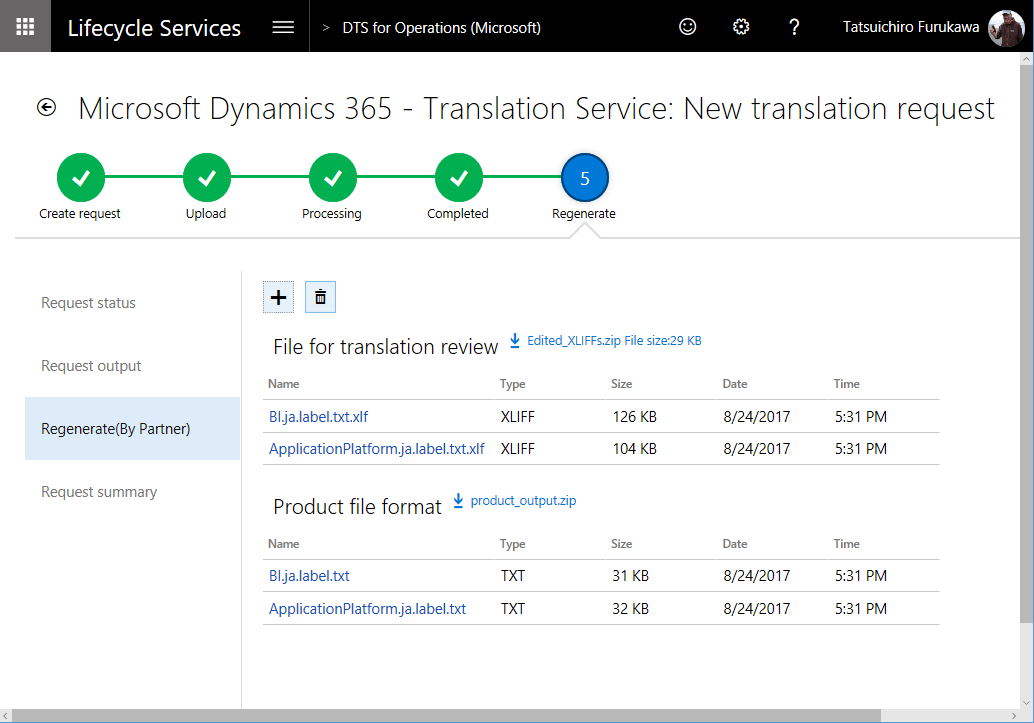 Lifecycle Services > DTS for Operations (Microsoft) ? Tatsuichiro Furukawa
Microsoft Dynamics 365 - Translation Service: New translation request
5
Create request Upload Processing Completed Regenerate
Request status
Request output
Regenerate(By Partner)
Request summary
File for translation review Edited_XLIFFs.zip File size:29 KB
Name Type Size Date Time
BI.ja.label.txt.xlf XLIFF 126 KB 8/24/2017 5:31 PM
ApplicationPlatform.ja.label.txt.xlf XLIFF 104 KB 8/24/2017 5:31 PM
Product file format product_output.zip
Name Type Size Date Time
BI.ja.label.txt TXT 31 KB 8/24/2017 5:31 PM
ApplicationPlatform.ja.label.txt TXT 32 KB 8/24/2017 5:31 PM